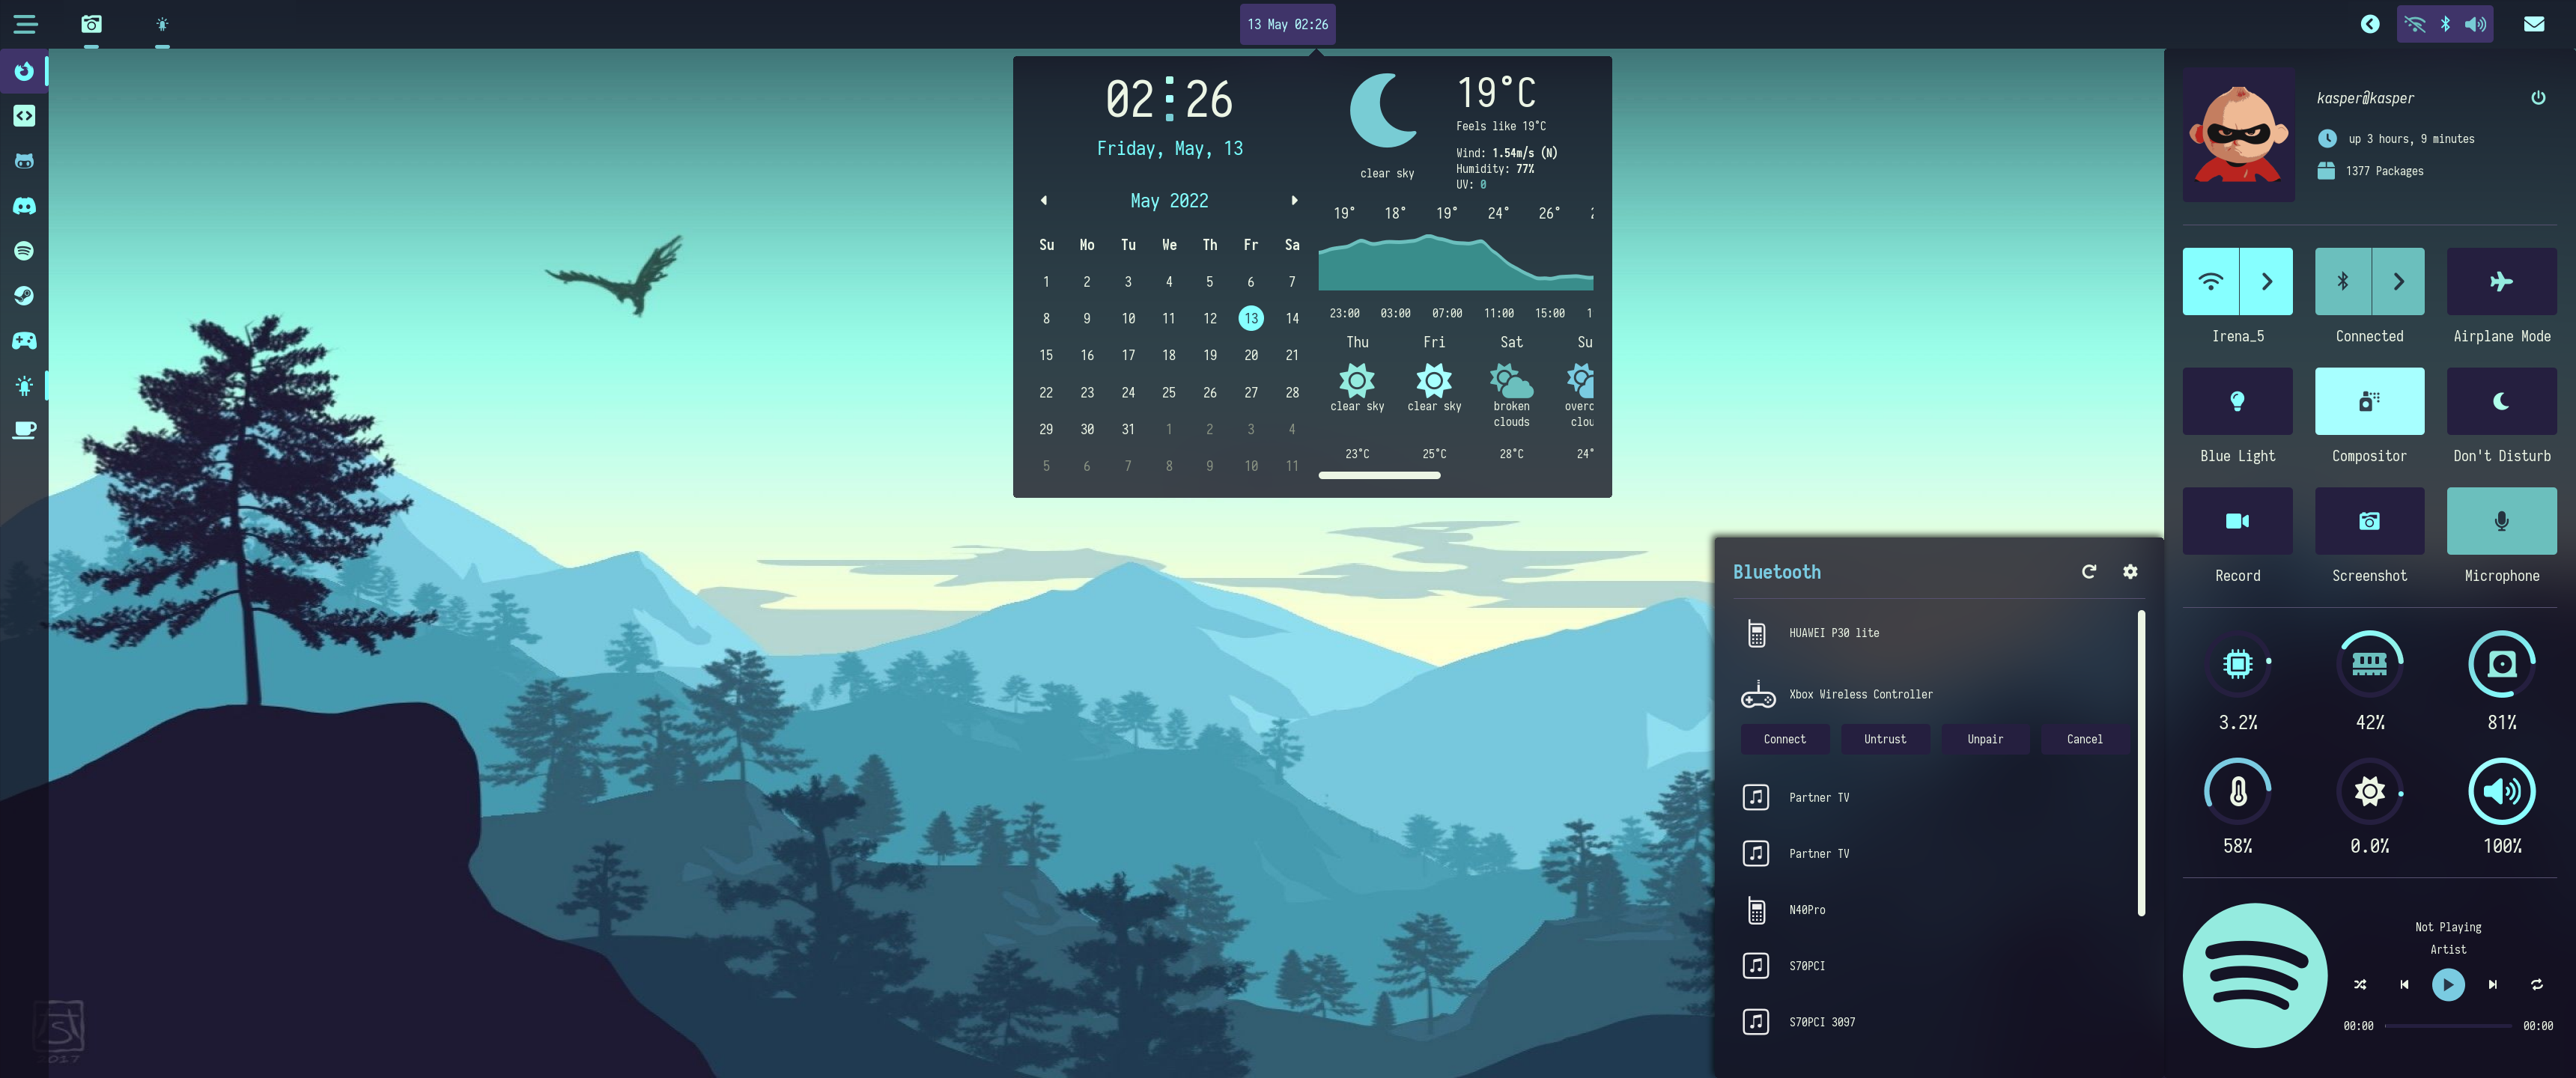 13 May 02:26
02:26
Friday, May, 13
May 2022
Su Mo Tu We Th Fr Sa
1 2 3 4 5 6 7
8 9 10 11 12 13 14
15 16 17 18 19 20 21
22 23 24 25 26 27 28
29 30 31 1 2 3 4
5 6 7 8 9 10 11
clear sky
19°C
Feels like 19°C
Wind: 1.54m/s (N)
Humidity: 77%
UV: 0
19° 18° 19° 24° 26°
23:00 03:00 07:00 11:00 15:00 1
Thu Fri Sat Su
clear sky clear sky broken clouds overc clou
23°C 25°C 28°C 24°
kasper@kasper
up 3 hours, 9 minutes
1377 Packages
Irena_5 Connected Airplane Mode
Blue Light Compositor Don't Disturb
Record Screenshot Microphone
3.2% 42% 81%
58% 0.0% 100%
Not Playing
Artist
00:00 00:00
Bluetooth
HUAWEI P30 lite
Xbox Wireless Controller
Connect Untrust Unpair Cancel
Partner TV
Partner TV
N40Pro
S70PCI
S70PCI 3097
2017